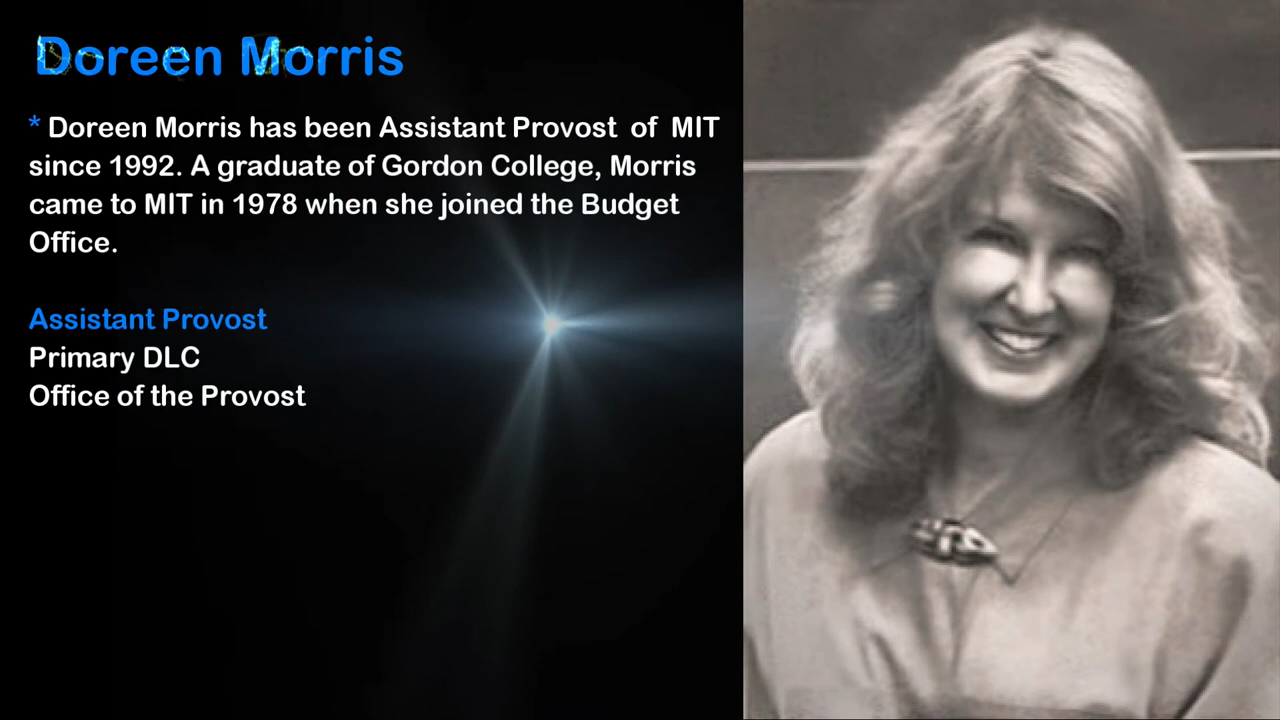 Doreen Morris
* Doreen Morris has been Assistant Provost of MIT
since 1992. A graduate of Gordon College, Morris
came to MIT in 1978 when she joined the Budget
Office.
Assistant Provost
Primary DLC
Office of the Provost